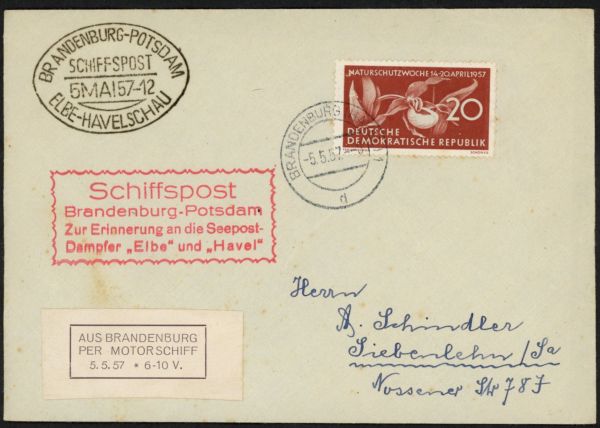 BRANDENBURG-POTSDAM
SCHIFFSPOST
5MAI57-12
ELBE-HAVELSCHAU
NATURSCHUTZWOCHE 14-20.APRIL 1957
20
DEUTSCHE
DEMOKRATISCHE REPUBLIK
BRANDENBURG
-5.5.57
d
Schiffspost
Brandenburg-Potsdam
Zur Erinnerung an die Seepost-
Dampfer „Elbe" und „Havel"
AUS BRANDENBURG
PER MOTORSCHIFF
5.5.57 * 6-10 V.
Herrn
A. Schindler
Siebenlehn/Sa
Nossener Str 787